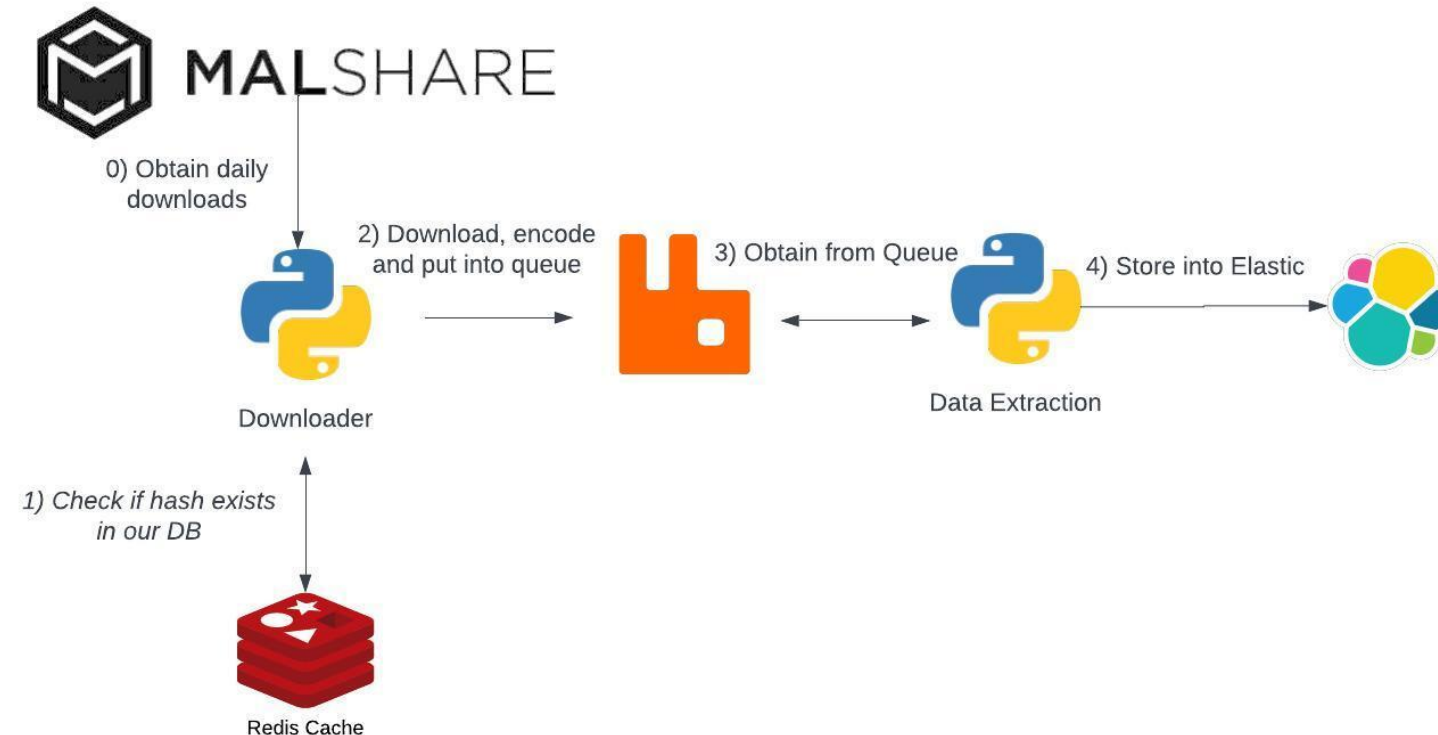 MALSHARE
0) Obtain daily
downloads
2) Download, encode
and put into queue
3) Obtain from Queue
4) Store into Elastic
Downloader
Data Extraction
1) Check if hash exists
in our DB
Redis Cache